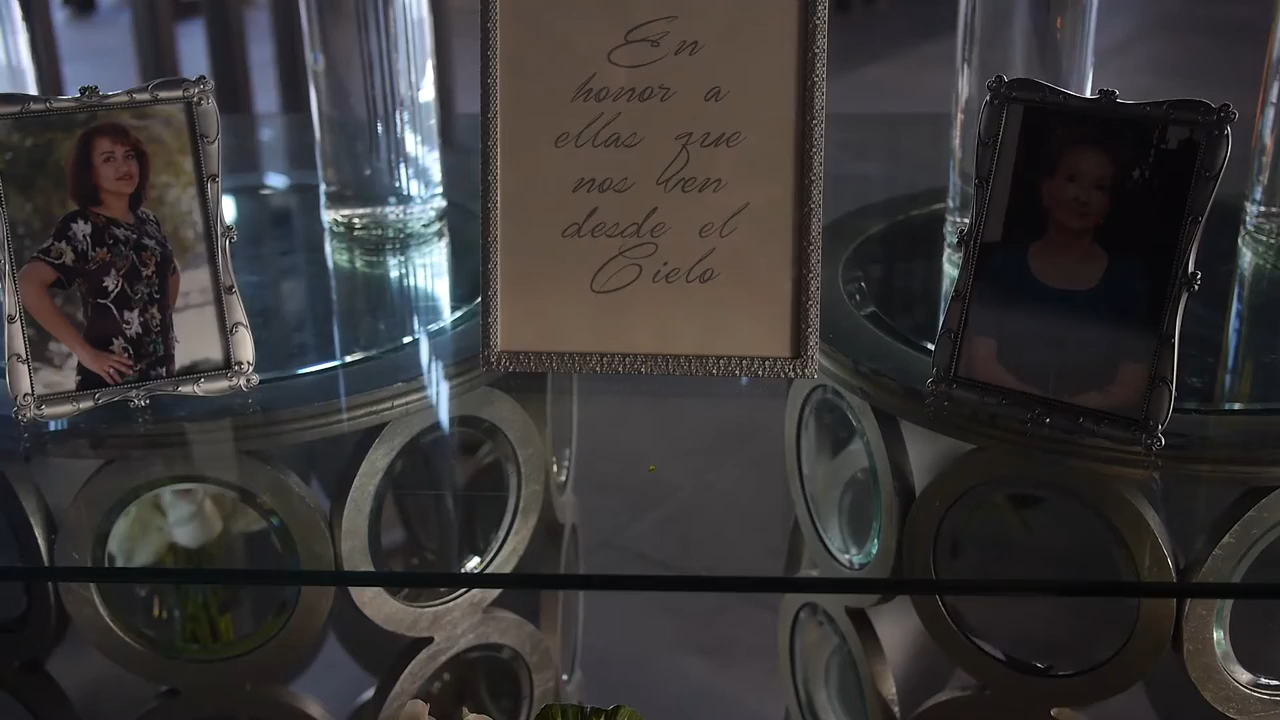 En
honor a
ellas que
nos ven
desde el
Cielo